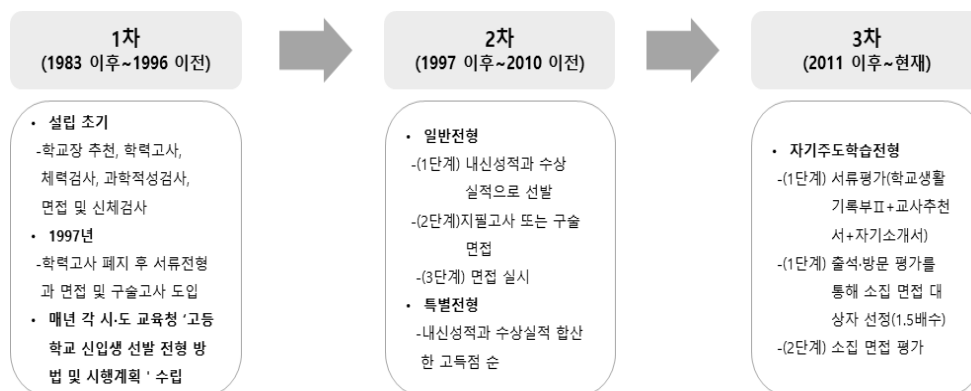 1차
(1983 이후~1996 이전)
• 설립 초기
-학교장 추천, 학력고사,
체력검사, 과학적성검사,
면접 및 신체검사
• 1997년
-학력고사 폐지 후 서류전형
과 면접 및 구술고사 도입
• 매년 각 시·도 교육청 '고등
학교 신입생 선발 전형 방
법 및 시행계획 ' 수립
2차
(1997 이후~2010 이전)
• 일반전형
-(1단계) 내신성적과 수상
실적으로 선발
-(2단계)지필고사 또는 구술
면접
-(3단계) 면접 실시
• 특별전형
-내신성적과 수상실적 합산
한 고득점 순
3차
(2011 이후~현재)
• 자기주도학습전형
-(1단계) 서류평가(학교생활
기록부Ⅱ+교사추천
서+자기소개서)
-(1단계) 출석·방문 평가를
통해 소집 면접 대
상자 선정(1.5배수)
-(2단계) 소집 면접 평가